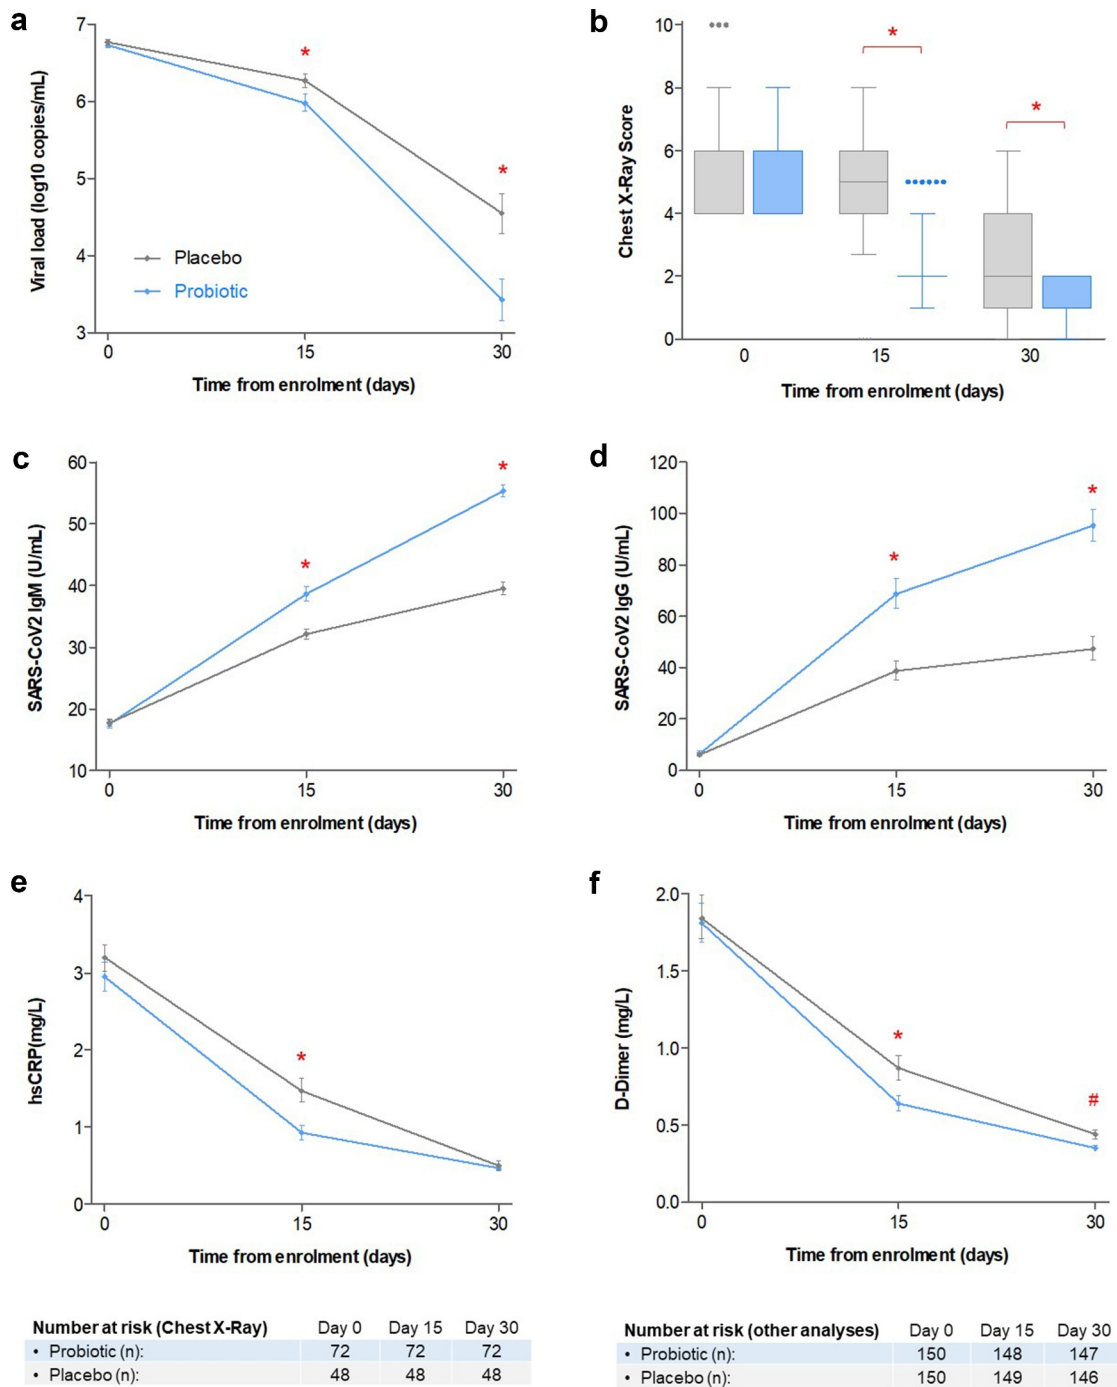 a
7
6
5
4
3
0
15
30
Viral load (log10 copies/mL)
Time from enrolment (days)
*
*
Placebo
Probiotic
b
10
8
6
4
2
0
0
15
30
Chest X-Ray Score
Time from enrolment (days)
*
*
c
60
50
40
30
20
10
0
15
30
SARS-CoV2 IgM (U/mL)
Time from enrolment (days)
*
*
d
120
100
80
60
40
20
0
0
15
30
SARS-CoV2 IgG (U/mL)
Time from enrolment (days)
*
*
e
4
3
2
1
0
0
15
30
hsCRP(mg/L)
Time from enrolment (days)
*
f
2.0
1.5
1.0
0.5
0.0
0
15
30
D-Dimer (mg/L)
Time from enrolment (days)
*
#
Number at risk (Chest X-Ray) Day 0 Day 15 Day 30
• Probiotic (n): 72 72 72
• Placebo (n): 48 48 48
Number at risk (other analyses) Day 0 Day 15 Day 30
• Probiotic (n): 150 148 147
• Placebo (n): 150 149 146